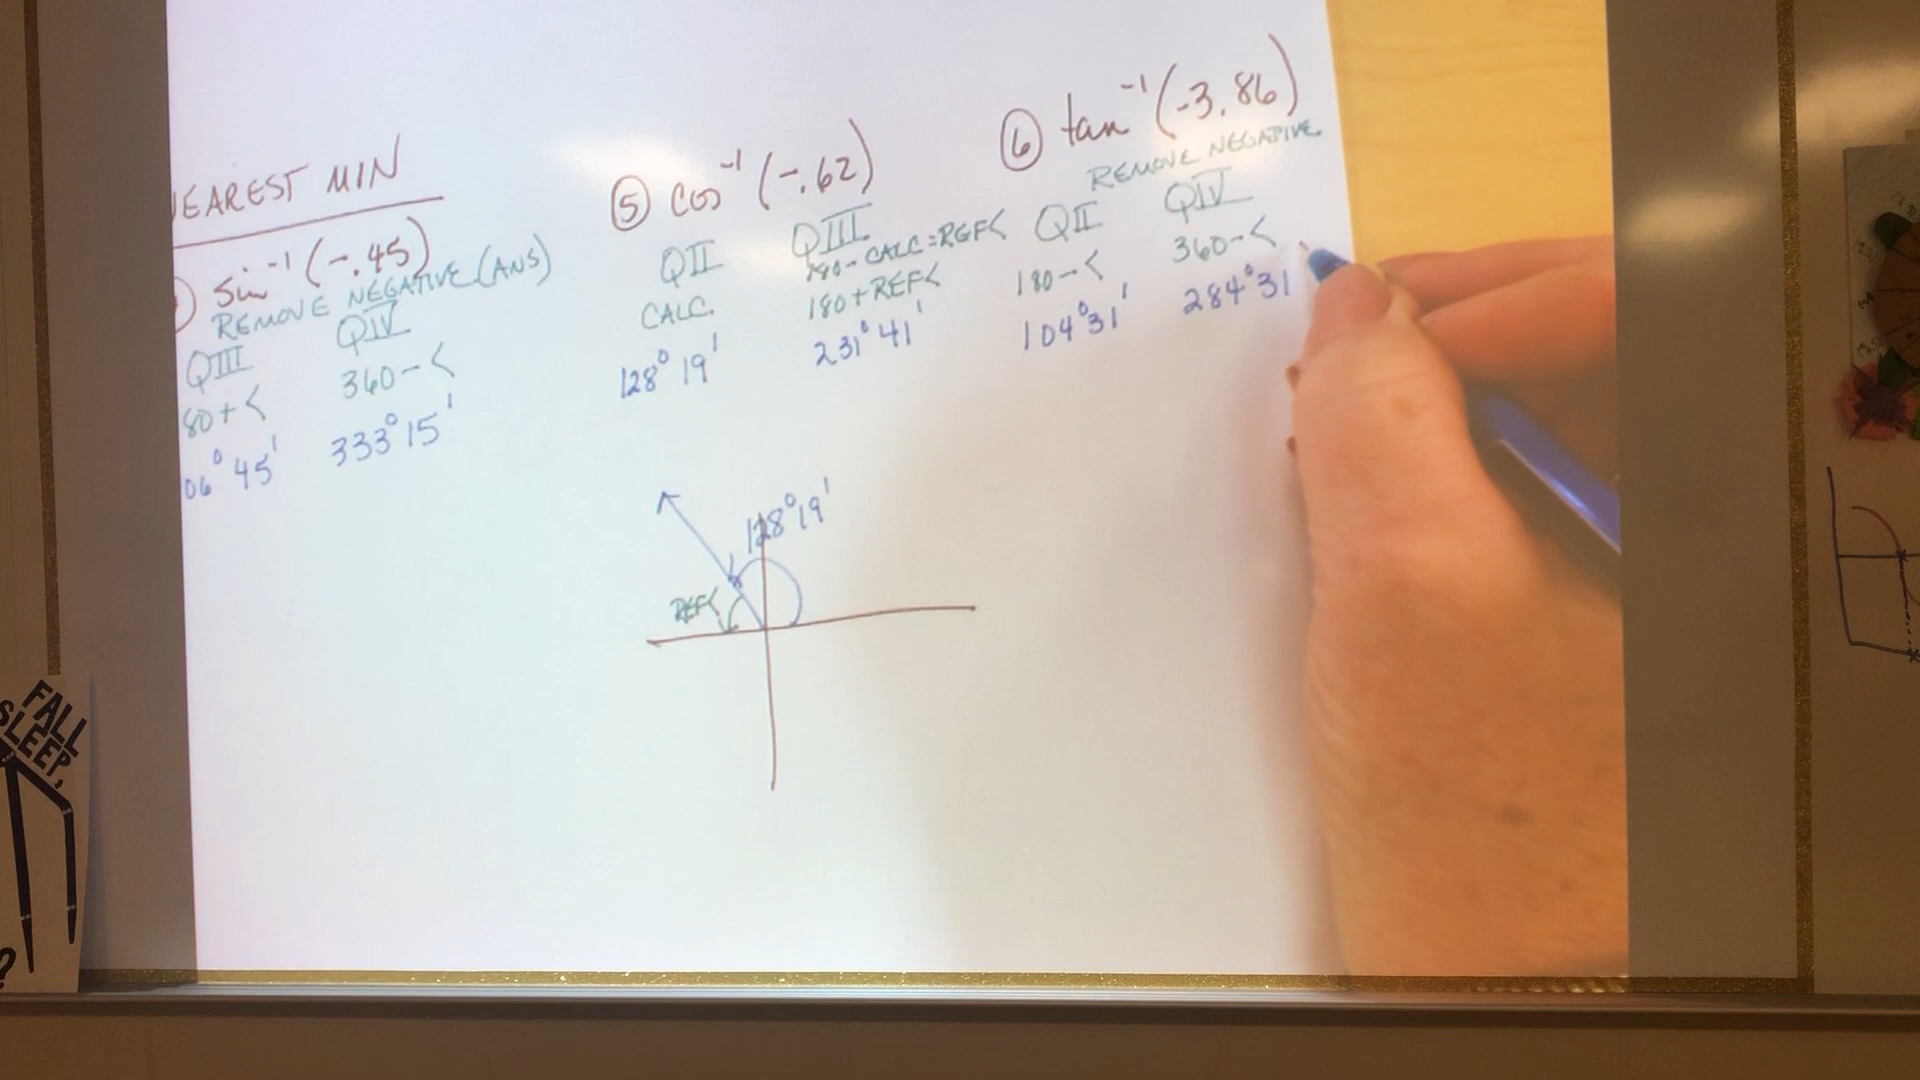 NEAREST MIN
sin⁻¹(-.45)
REMOVE NEGATIVE (ANS)
QIII QIV
80+< 360-<
06°45' 333°15'
⑤ cos⁻¹(-.62)
QII QIII
CALC. 180-CALC=REF<
180+REF<
128°19' 231°41'
⑥ tan⁻¹(-3.86)
REMOVE NEGATIVE
QII QIV
180-< 360-<
104°31' 284°31
128°19'
REF<
FALL
SLEEP,
?